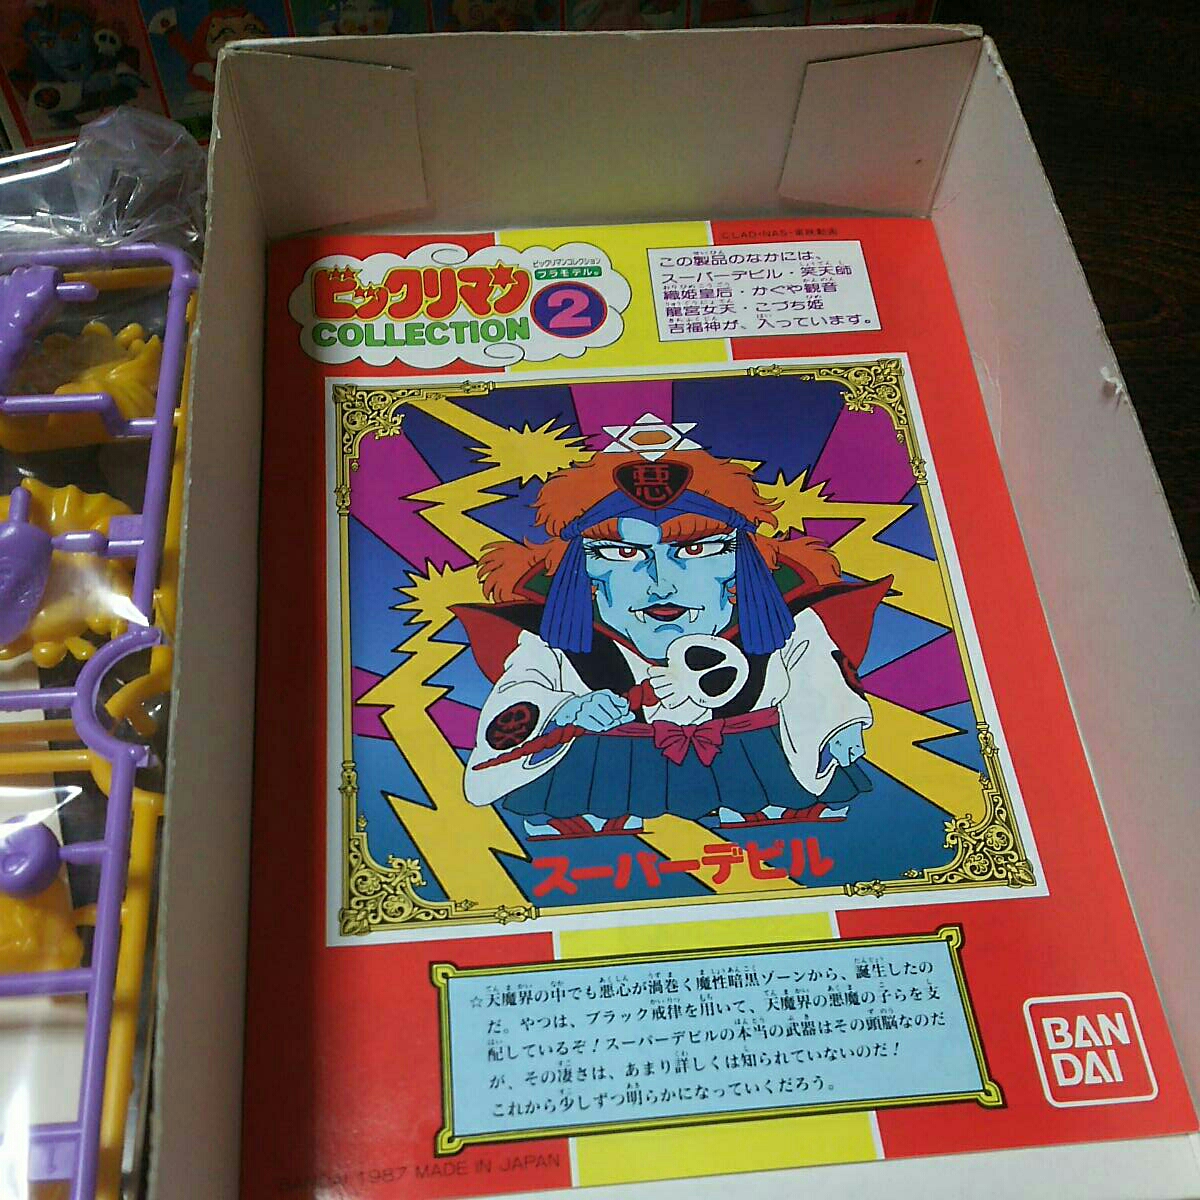 ©LAD・NAS・東映動画
ビックリマンコレクション
プラモデル®
ビックリマン
COLLECTION 2
この製品のなかには、
スーパーデビル・笑天師
織姫皇后・かぐや観音
龍宮女天・こづち姫
吉福神が、入っています。
悪
スーパーデビル
☆天魔界の中でも悪心が渦巻く魔性暗黒ゾーンから、誕生したの
だ。やつは、ブラック戒律を用いて、天魔界の悪魔の子らを支
配しているぞ！スーパーデビルの本当の武器はその頭脳なのだ
が、その凄さは、あまり詳しくは知られていないのだ！
これから少しずつ明らかになっていくだろう。
BAN
DAI
BANDAI 1987 MADE IN JAPAN